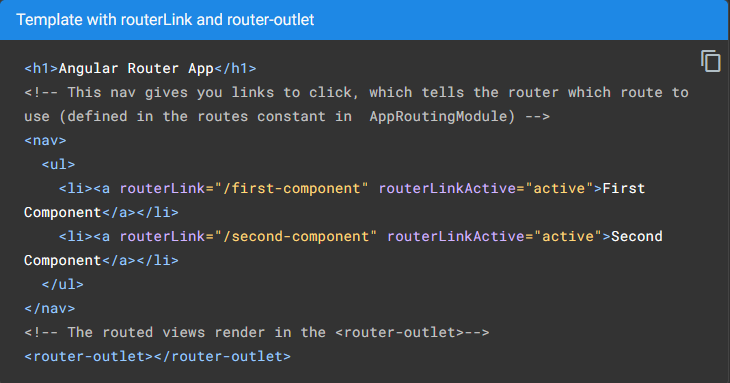 Template with routerLink and router-outlet
<h1>Angular Router App</h1>
<!-- This nav gives you links to click, which tells the router which route to
use (defined in the routes constant in  AppRoutingModule) -->
<nav>
  <ul>
    <li><a routerLink="/first-component" routerLinkActive="active">First
Component</a></li>
    <li><a routerLink="/second-component" routerLinkActive="active">Second
Component</a></li>
  </ul>
</nav>
<!-- The routed views render in the <router-outlet>-->
<router-outlet></router-outlet>